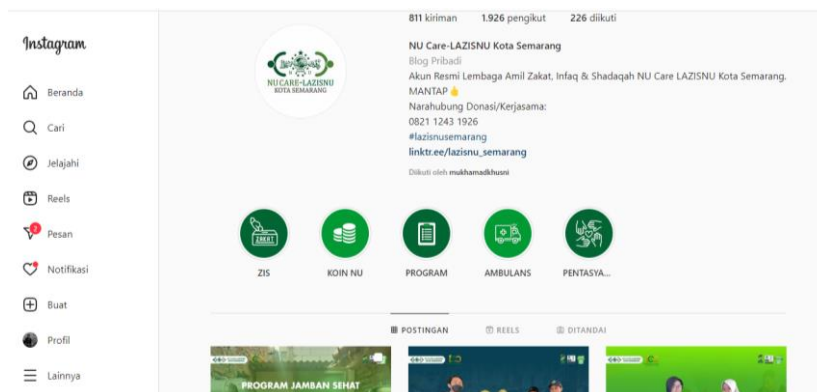 Instagram
Beranda
Cari
Jelajahi
Reels
2
Pesan
Notifikasi
Buat
Profil
Lainnya
811 kiriman 1.926 pengikut 226 diikuti
NU CARE-LAZISNU
KOTA SEMARANG
NU Care-LAZISNU Kota Semarang
Blog Pribadi
Akun Resmi Lembaga Amil Zakat, Infaq & Shadaqah NU Care LAZISNU Kota Semarang.
MANTAP👍
Narahubung Donasi/Kerjasama:
0821 1243 1926
#lazisnusemarang
linktr.ee/lazisnu_semarang
Diikuti oleh mukhamadkhusni
ZAKAT
ZIS KOIN NU PROGRAM AMBULANS PENTASYA...
POSTINGAN REELS DITANDAI
PROGRAM JAMBAN SEHAT